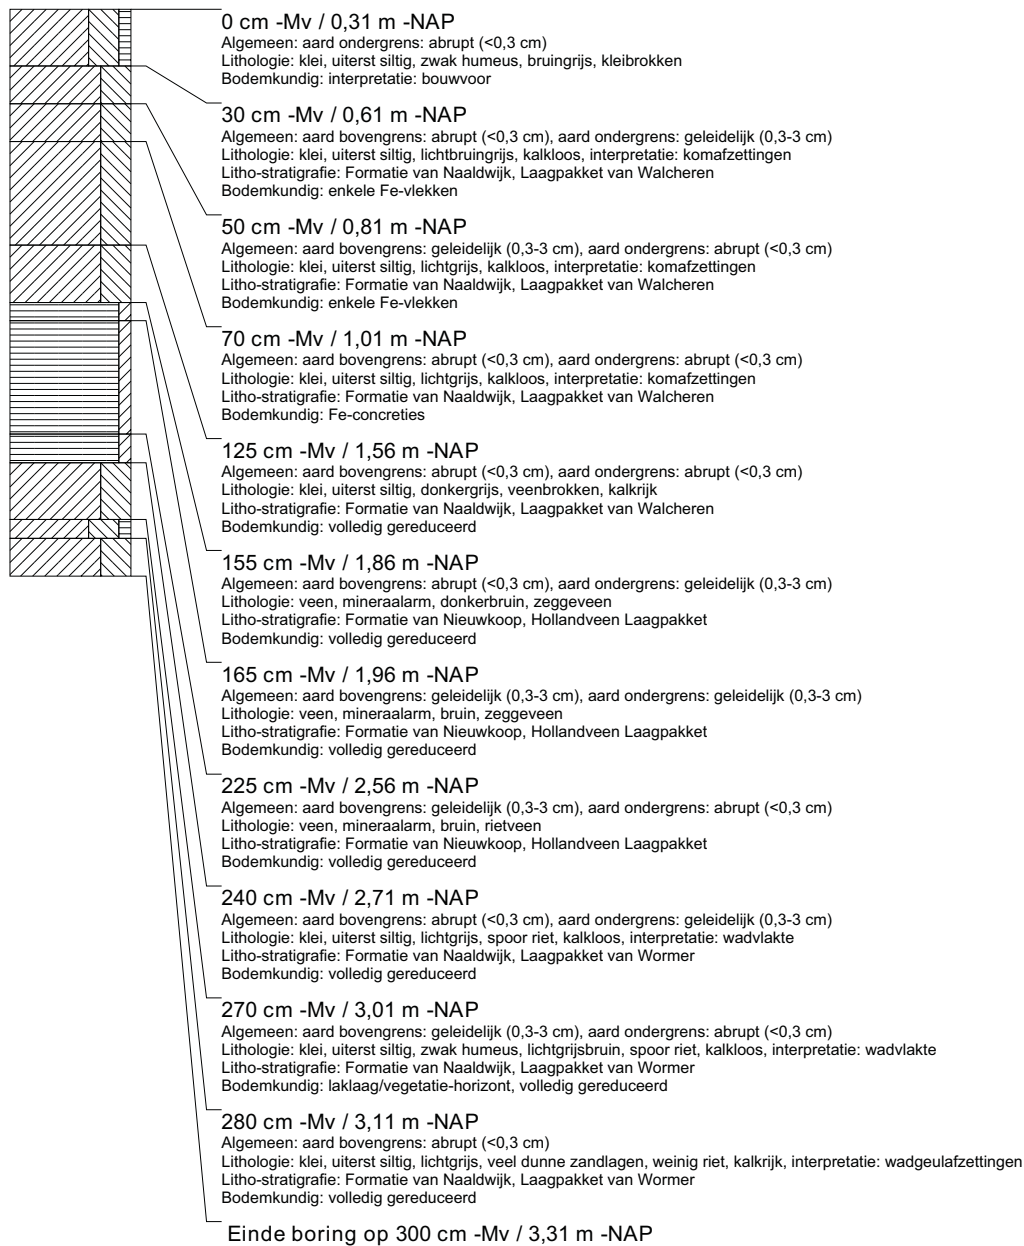 0 cm -Mv / 0,31 m -NAP
Algemeen: aard ondergrens: abrupt (<0,3 cm)
Lithologie: klei, uiterst siltig, zwak humeus, bruingrijs, kleibrokken
Bodemkundig: interpretatie: bouwvoor
30 cm -Mv / 0,61 m -NAP
Algemeen: aard bovengrens: abrupt (<0,3 cm), aard ondergrens: geleidelijk (0,3-3 cm)
Lithologie: klei, uiterst siltig, lichtbruingrijs, kalkloos, interpretatie: komafzettingen
Litho-stratigrafie: Formatie van Naaldwijk, Laagpakket van Walcheren
Bodemkundig: enkele Fe-vlekken
50 cm -Mv / 0,81 m -NAP
Algemeen: aard bovengrens: geleidelijk (0,3-3 cm), aard ondergrens: abrupt (<0,3 cm)
Lithologie: klei, uiterst siltig, lichtgrijs, kalkloos, interpretatie: komafzettingen
Litho-stratigrafie: Formatie van Naaldwijk, Laagpakket van Walcheren
Bodemkundig: enkele Fe-vlekken
70 cm -Mv / 1,01 m -NAP
Algemeen: aard bovengrens: abrupt (<0,3 cm), aard ondergrens: abrupt (<0,3 cm)
Lithologie: klei, uiterst siltig, lichtgrijs, kalkloos, interpretatie: komafzettingen
Litho-stratigrafie: Formatie van Naaldwijk, Laagpakket van Walcheren
Bodemkundig: Fe-concreties
125 cm -Mv / 1,56 m -NAP
Algemeen: aard bovengrens: abrupt (<0,3 cm), aard ondergrens: abrupt (<0,3 cm)
Lithologie: klei, uiterst siltig, donkergrijs, veenbrokken, kalkrijk
Litho-stratigrafie: Formatie van Naaldwijk, Laagpakket van Walcheren
Bodemkundig: volledig gereduceerd
155 cm -Mv / 1,86 m -NAP
Algemeen: aard bovengrens: abrupt (<0,3 cm), aard ondergrens: geleidelijk (0,3-3 cm)
Lithologie: veen, mineraalarm, donkerbruin, zeggeveen
Litho-stratigrafie: Formatie van Nieuwkoop, Hollandveen Laagpakket
Bodemkundig: volledig gereduceerd
165 cm -Mv / 1,96 m -NAP
Algemeen: aard bovengrens: geleidelijk (0,3-3 cm), aard ondergrens: geleidelijk (0,3-3 cm)
Lithologie: veen, mineraalarm, bruin, zeggeveen
Litho-stratigrafie: Formatie van Nieuwkoop, Hollandveen Laagpakket
Bodemkundig: volledig gereduceerd
225 cm -Mv / 2,56 m -NAP
Algemeen: aard bovengrens: geleidelijk (0,3-3 cm), aard ondergrens: abrupt (<0,3 cm)
Lithologie: veen, mineraalarm, bruin, rietveen
Litho-stratigrafie: Formatie van Nieuwkoop, Hollandveen Laagpakket
Bodemkundig: volledig gereduceerd
240 cm -Mv / 2,71 m -NAP
Algemeen: aard bovengrens: abrupt (<0,3 cm), aard ondergrens: geleidelijk (0,3-3 cm)
Lithologie: klei, uiterst siltig, lichtgrijs, spoor riet, kalkloos, interpretatie: wadvlakte
Litho-stratigrafie: Formatie van Naaldwijk, Laagpakket van Wormer
Bodemkundig: volledig gereduceerd
270 cm -Mv / 3,01 m -NAP
Algemeen: aard bovengrens: geleidelijk (0,3-3 cm), aard ondergrens: abrupt (<0,3 cm)
Lithologie: klei, uiterst siltig, zwak humeus, lichtgrijsbruin, spoor riet, kalkloos, interpretatie: wadvlakte
Litho-stratigrafie: Formatie van Naaldwijk, Laagpakket van Wormer
Bodemkundig: laklaag/vegetatie-horizont, volledig gereduceerd
280 cm -Mv / 3,11 m -NAP
Algemeen: aard bovengrens: abrupt (<0,3 cm)
Lithologie: klei, uiterst siltig, lichtgrijs, veel dunne zandlagen, weinig riet, kalkrijk, interpretatie: wadgeulafzettingen
Litho-stratigrafie: Formatie van Naaldwijk, Laagpakket van Wormer
Bodemkundig: volledig gereduceerd
Einde boring op 300 cm -Mv / 3,31 m -NAP